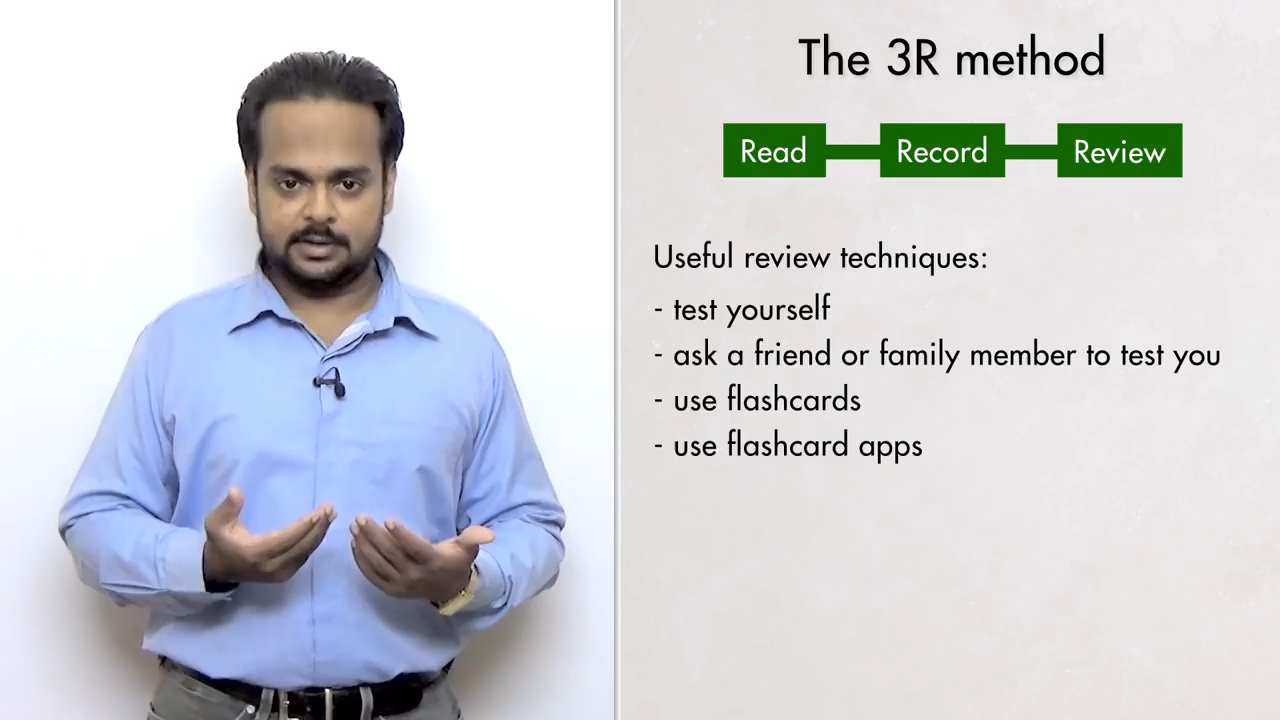 The 3R method
Read Record Review
Useful review techniques:
- test yourself
- ask a friend or family member to test you
- use flashcards
- use flashcard apps